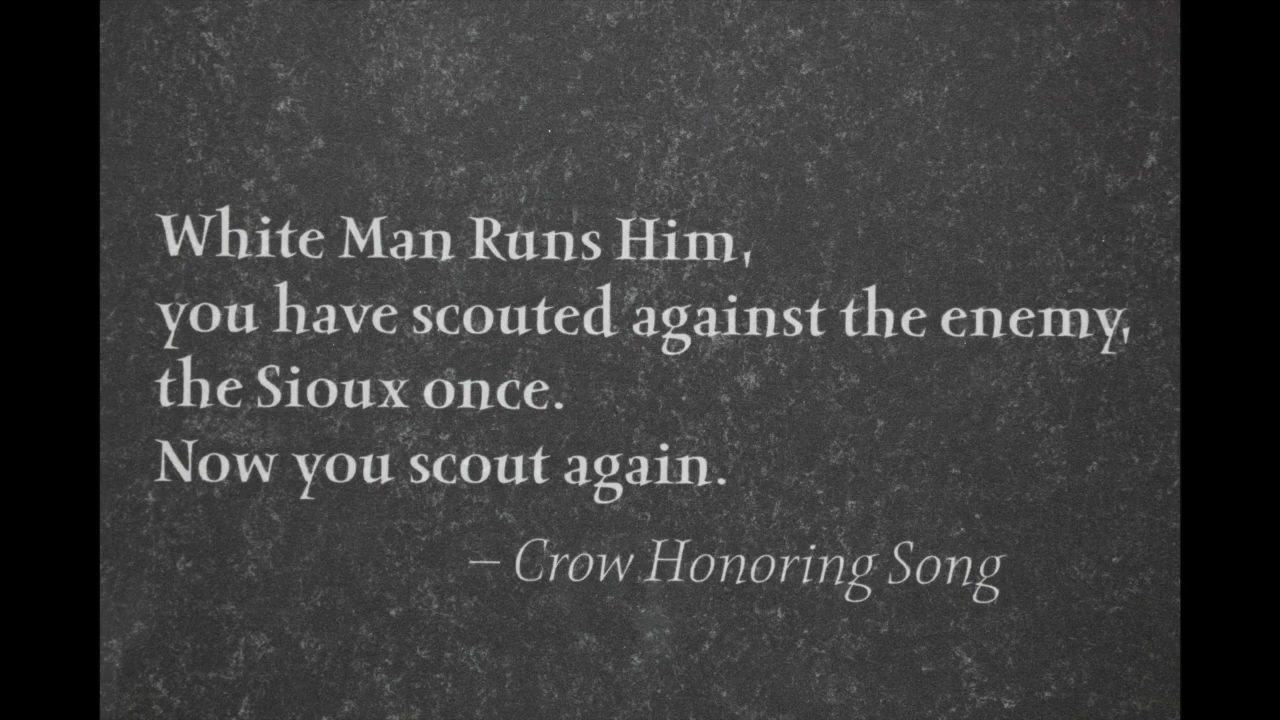 White Man Runs Him,
you have scouted against the enemy,
the Sioux once.
Now you scout again.
– Crow Honoring Song